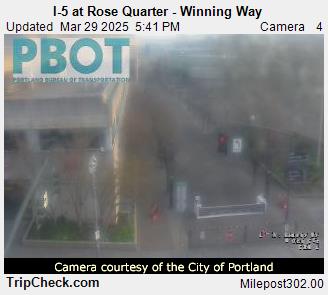 I-5 at Rose Quarter - Winning Way
Updated Mar 29 2025 5:41 PM Camera 4
PBOT
PORTLAND BUREAU OF TRANSPORTATION
Camera courtesy of the City of Portland
TripCheck.com Milepost302.00